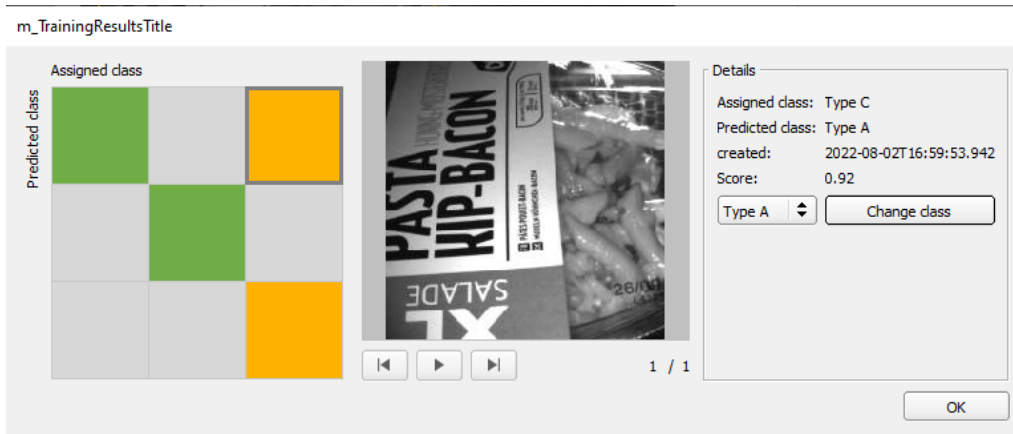 m_TrainingResultsTitle
Assigned class
Predicted class
PASTA
KIP-BACON
XL
SALADE
1 / 1
Details
Assigned class: Type C
Predicted class: Type A
created: 2022-08-02T16:59:53.942
Score: 0.92
Type A
Change class
OK